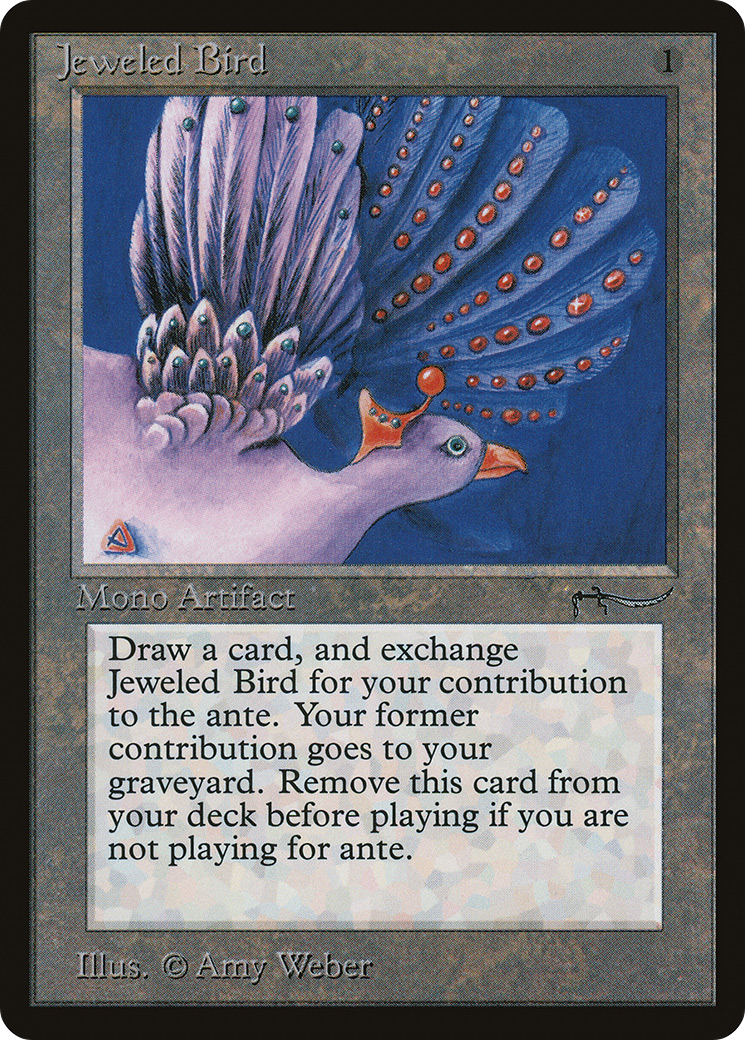 Jeweled Bird 1
Mono Artifact
Draw a card, and exchange
Jeweled Bird for your contribution
to the ante. Your former
contribution goes to your
graveyard. Remove this card from
your deck before playing if you are
not playing for ante.
Illus. © Amy Weber